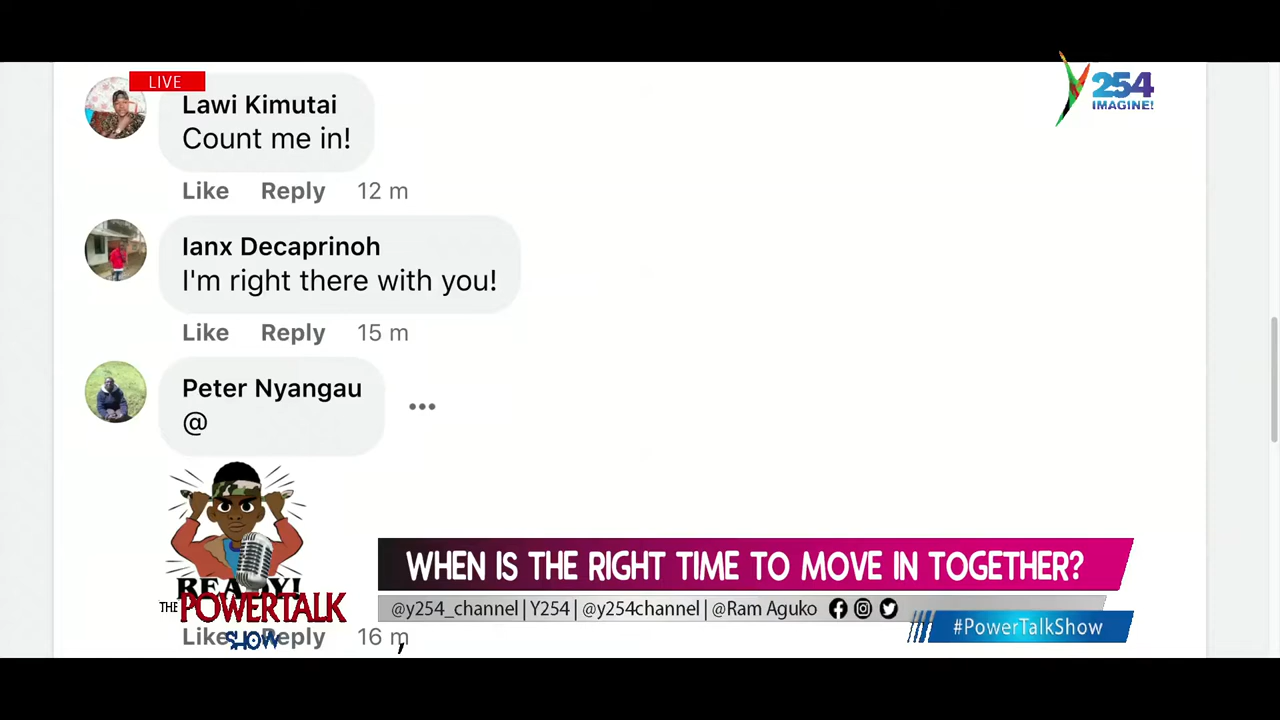 LIVE
254
IMAGINE!
Lawi Kimutai
Count me in!
Like Reply 12 m
Ianx Decaprinoh
I'm right there with you!
Like Reply 15 m
Peter Nyangau
@
READY!
THE POWERTALK
SHOW
WHEN IS THE RIGHT TIME TO MOVE IN TOGETHER?
@y254_channel | Y254 | @y254channel | @Ram Aguko
#PowerTalkShow
Like Reply 16 m